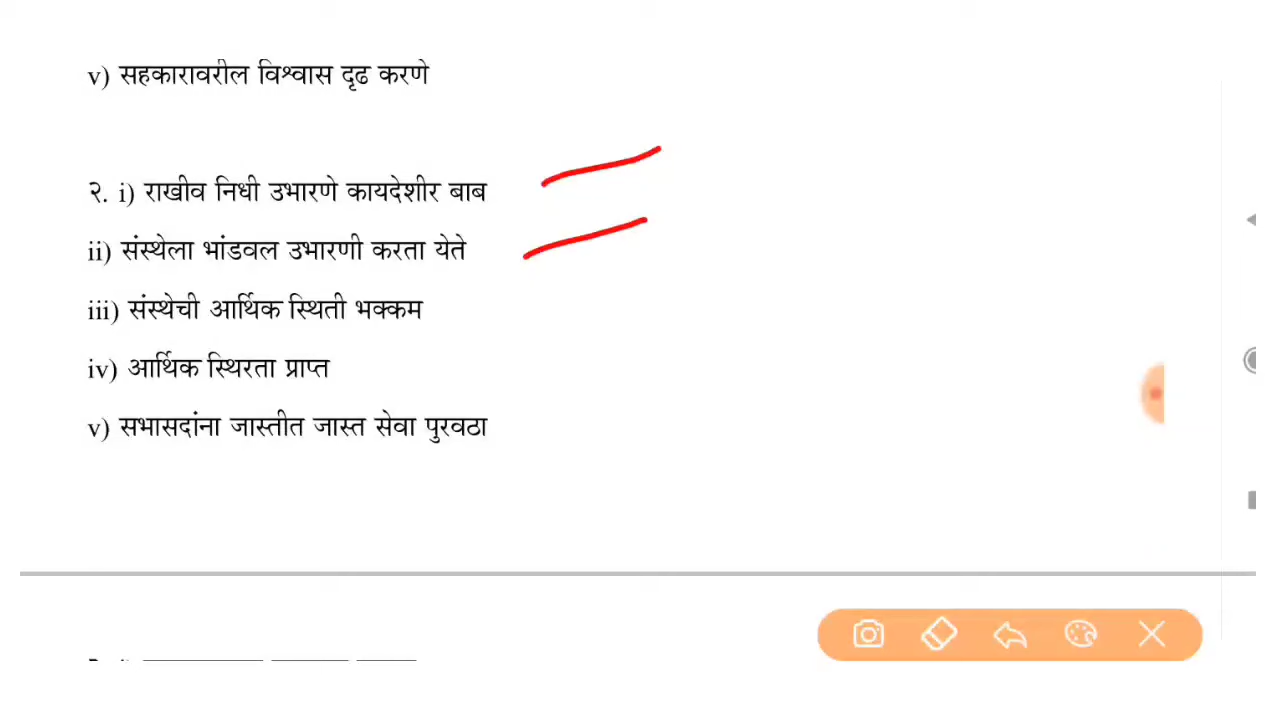 v) सहकारावरील विश्वास दृढ करणे
२. i) राखीव निधी उभारणे कायदेशीर बाब
ii) संस्थेला भांडवल उभारणी करता येते
iii) संस्थेची आर्थिक स्थिती भक्कम
iv) आर्थिक स्थिरता प्राप्त
v) सभासदांना जास्तीत जास्त सेवा पुरवठा